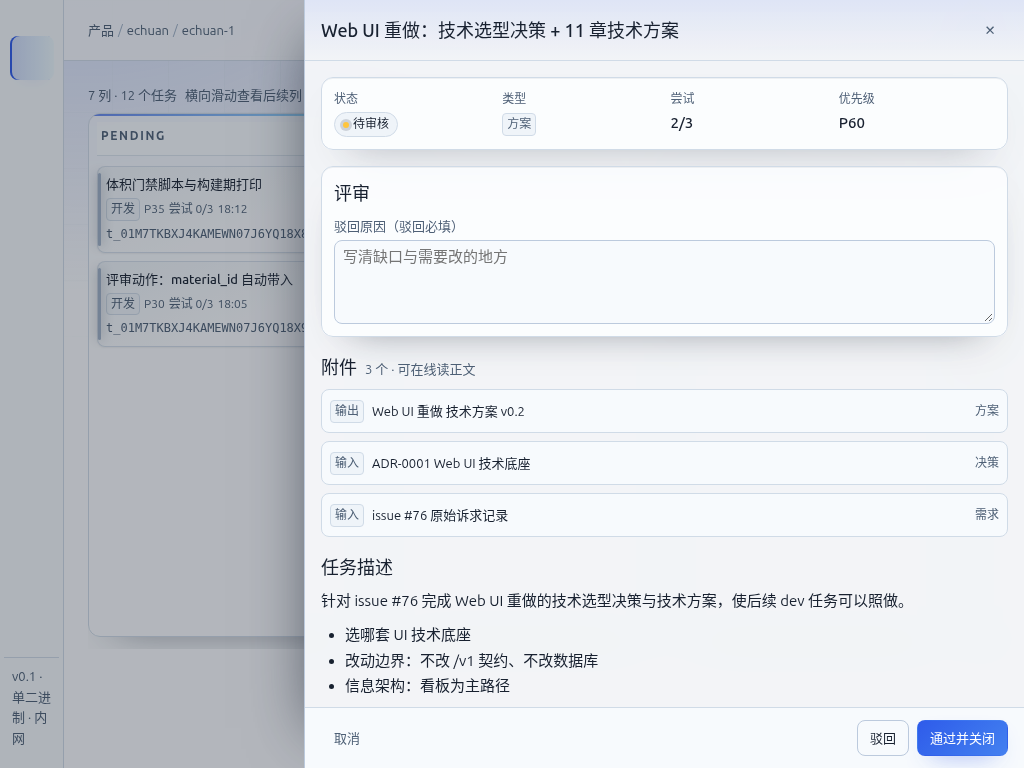 产品 / echuan / echuan-1
7 列 · 12 个任务 横向滑动查看后续列
PENDING
体积门禁脚本与构建期打印
开发 P35 尝试 0/3 18:12
t_01M7TKBXJ4KAMEWN07J6YQ18X8
评审动作：material_id 自动带入
开发 P30 尝试 0/3 18:05
t_01M7TKBXJ4KAMEWN07J6YQ18X9
v0.1 ·
单二进
制 · 内
网
Web UI 重做：技术选型决策 + 11 章技术方案
×
状态 类型 尝试 优先级
待审核 方案 2/3 P60
评审
驳回原因（驳回必填）
写清缺口与需要改的地方
附件 3 个 · 可在线读正文
输出 Web UI 重做 技术方案 v0.2 方案
输入 ADR-0001 Web UI 技术底座 决策
输入 issue #76 原始诉求记录 需求
任务描述
针对 issue #76 完成 Web UI 重做的技术选型决策与技术方案，使后续 dev 任务可以照做。
• 选哪套 UI 技术底座
• 改动边界：不改 /v1 契约、不改数据库
• 信息架构：看板为主路径
取消 驳回 通过并关闭